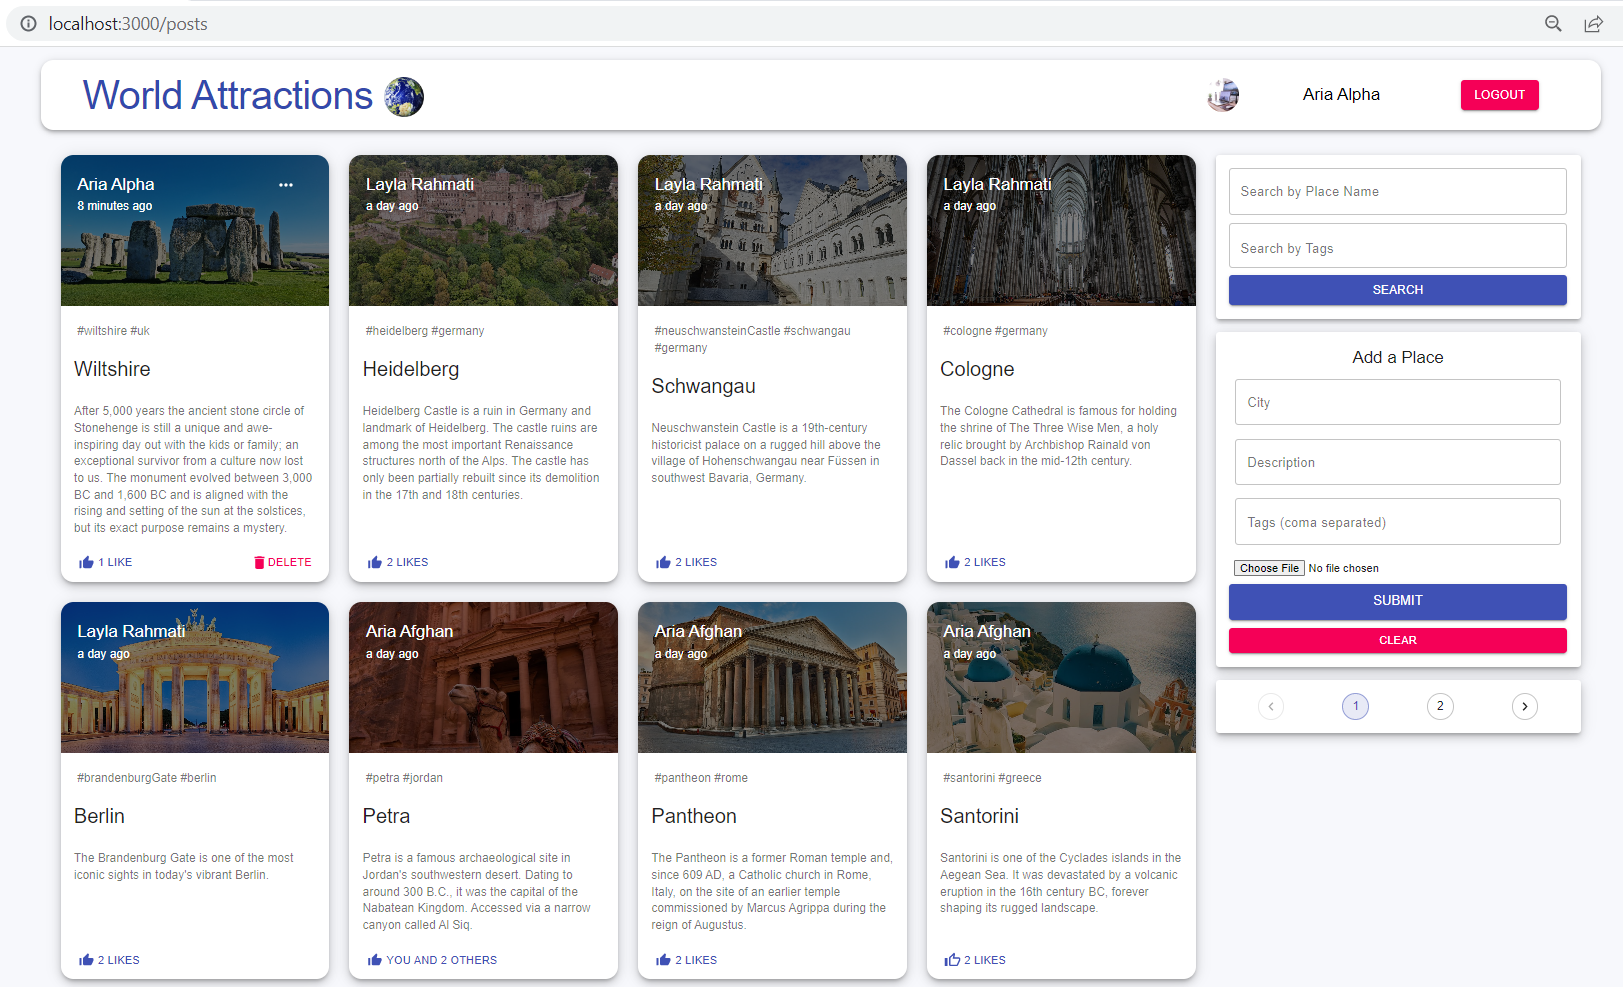 localhost:3000/posts
World Attractions
Aria Alpha
LOGOUT
Aria Alpha
8 minutes ago
#wiltshire #uk
Wiltshire
After 5,000 years the ancient stone circle of
Stonehenge is still a unique and awe-
inspiring day out with the kids or family; an
exceptional survivor from a culture now lost
to us. The monument evolved between 3,000
BC and 1,600 BC and is aligned with the
rising and setting of the sun at the solstices,
but its exact purpose remains a mystery.
1 LIKE
DELETE
Layla Rahmati
a day ago
#heidelberg #germany
Heidelberg
Heidelberg Castle is a ruin in Germany and
landmark of Heidelberg. The castle ruins are
among the most important Renaissance
structures north of the Alps. The castle has
only been partially rebuilt since its demolition
in the 17th and 18th centuries.
2 LIKES
Layla Rahmati
a day ago
#neuschwansteinCastle #schwangau
#germany
Schwangau
Neuschwanstein Castle is a 19th-century
historicist palace on a rugged hill above the
village of Hohenschwangau near Füssen in
southwest Bavaria, Germany.
2 LIKES
Layla Rahmati
a day ago
#cologne #germany
Cologne
The Cologne Cathedral is famous for holding
the shrine of The Three Wise Men, a holy
relic brought by Archbishop Rainald von
Dassel back in the mid-12th century.
2 LIKES
Layla Rahmati
a day ago
#brandenburgGate #berlin
Berlin
The Brandenburg Gate is one of the most
iconic sights in today's vibrant Berlin.
2 LIKES
Aria Afghan
a day ago
#petra #jordan
Petra
Petra is a famous archaeological site in
Jordan's southwestern desert. Dating to
around 300 B.C., it was the capital of the
Nabatean Kingdom. Accessed via a narrow
canyon called Al Siq.
YOU AND 2 OTHERS
Aria Afghan
a day ago
#pantheon #rome
Pantheon
The Pantheon is a former Roman temple and,
since 609 AD, a Catholic church in Rome,
Italy, on the site of an earlier temple
commissioned by Marcus Agrippa during the
reign of Augustus.
2 LIKES
Aria Afghan
a day ago
#santorini #greece
Santorini
Santorini is one of the Cyclades islands in the
Aegean Sea. It was devastated by a volcanic
eruption in the 16th century BC, forever
shaping its rugged landscape.
2 LIKES
Search by Place Name
Search by Tags
SEARCH
Add a Place
City
Description
Tags (coma separated)
Choose File No file chosen
SUBMIT
CLEAR
1 2